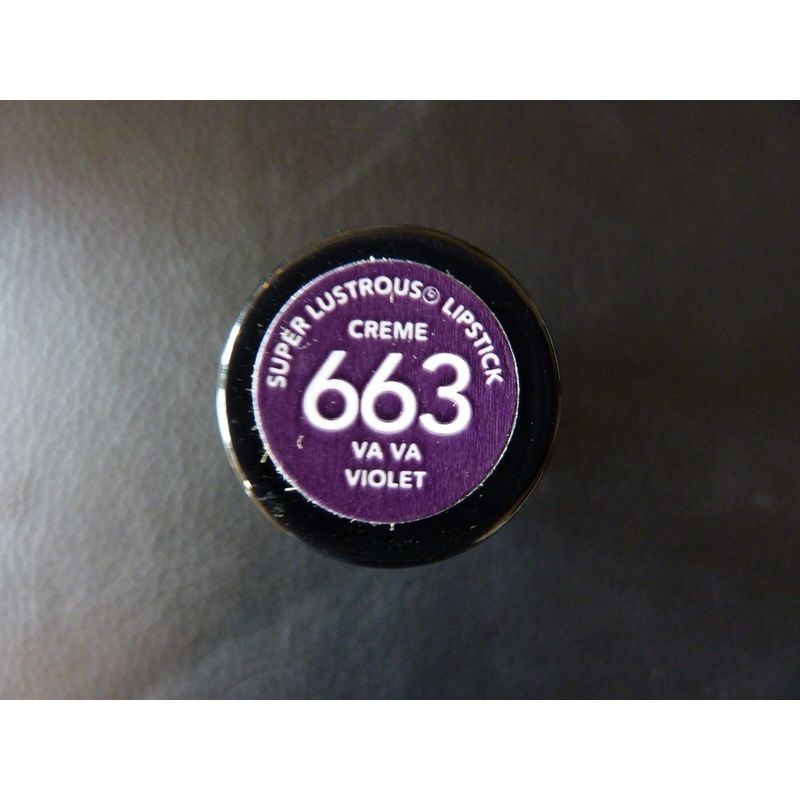 SUPER LUSTROUS® LIPSTICK
CREME
663
VA VA
VIOLET